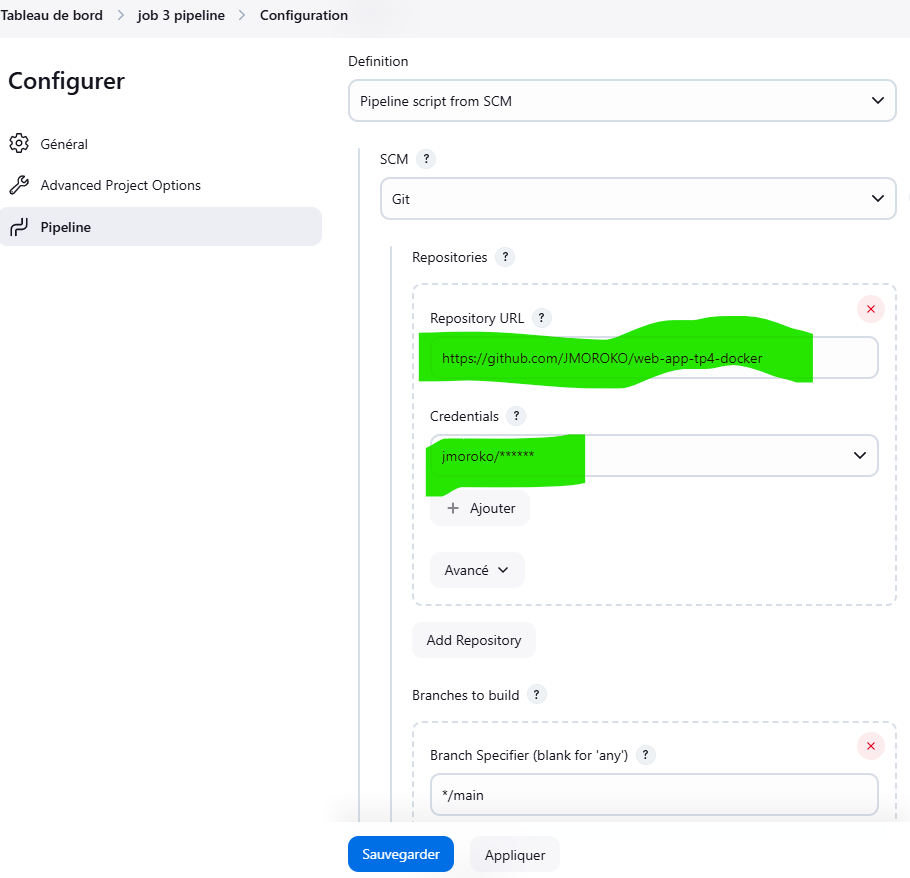 Tableau de bord > job 3 pipeline > Configuration
Configurer
Général
Advanced Project Options
Pipeline
Definition
Pipeline script from SCM
SCM ?
Git
Repositories ?
Repository URL ?
https://github.com/JMOROKO/web-app-tp4-docker
Credentials ?
jmoroko/******
+ Ajouter
Avancé
Add Repository
Branches to build ?
Branch Specifier (blank for 'any') ?
*/main
Sauvegarder Appliquer